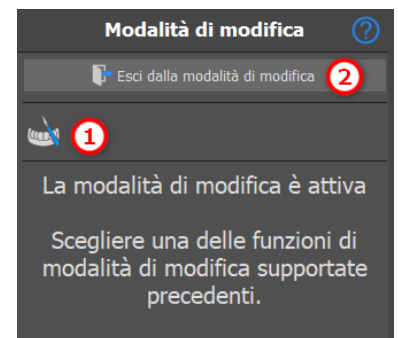 Modalità di modifica ?
Esci dalla modalità di modifica 2
1
La modalità di modifica è attiva
Scegliere una delle funzioni di
modalità di modifica supportate
precedenti.